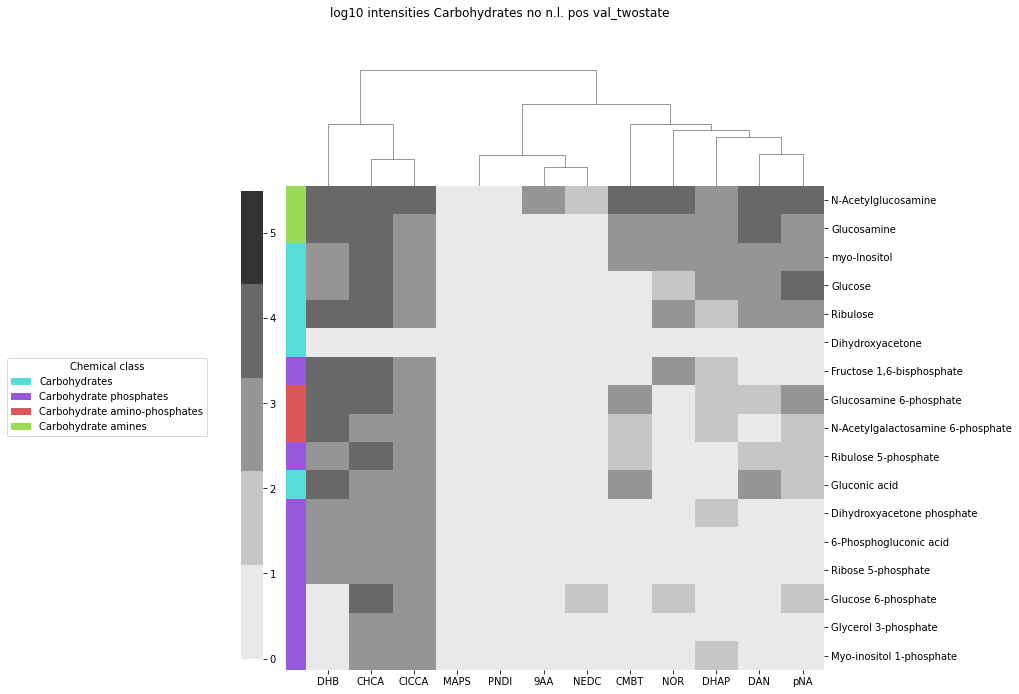 log10 intensities Carbohydrates no n.l. pos val_twostate
N-Acetylglucosamine
Glucosamine
myo-Inositol
Glucose
Ribulose
Dihydroxyacetone
Fructose 1,6-bisphosphate
Glucosamine 6-phosphate
N-Acetylgalactosamine 6-phosphate
Ribulose 5-phosphate
Gluconic acid
Dihydroxyacetone phosphate
6-Phosphogluconic acid
Ribose 5-phosphate
Glucose 6-phosphate
Glycerol 3-phosphate
Myo-inositol 1-phosphate
5
4
3
2
1
0
Chemical class
Carbohydrates
Carbohydrate phosphates
Carbohydrate amino-phosphates
Carbohydrate amines
DHB CHCA ClCCA MAPS PNDI 9AA NEDC CMBT NOR DHAP DAN pNA